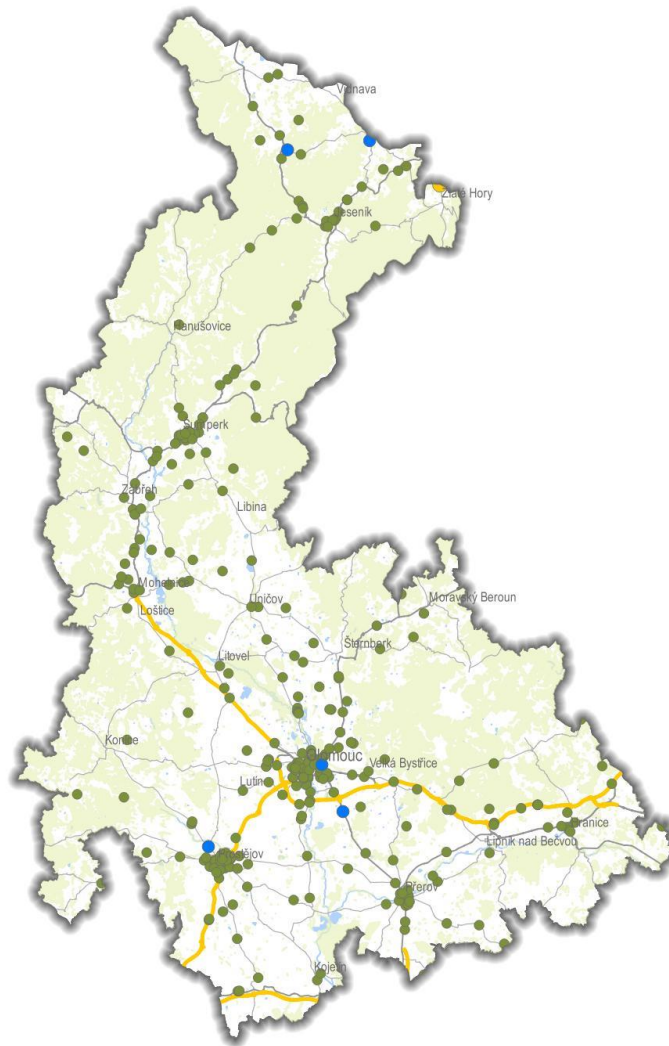 Vidnava
Zlaté Hory
Jeseník
Hanušovice
Šumperk
Zábřeh
Libina
Mohelnice
Uničov
Moravský Beroun
Loštice
Šternberk
Litovel
Konice
Olomouc
Velká Bystřice
Lutín
Hranice
Lipník nad Bečvou
Prostějov
Přerov
Kojetín